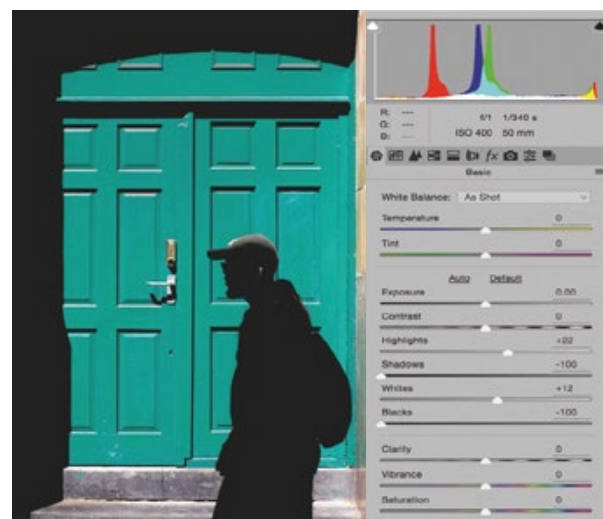 R: ---
G: ---
B: ---
f/1 1/340 s
ISO 400 50 mm
fx
Basic
White Balance: As Shot
Temperature 0
Tint 0
Auto Default
Exposure 0.00
Contrast 0
Highlights +22
Shadows -100
Whites +12
Blacks -100
Clarity 0
Vibrance 0
Saturation 0